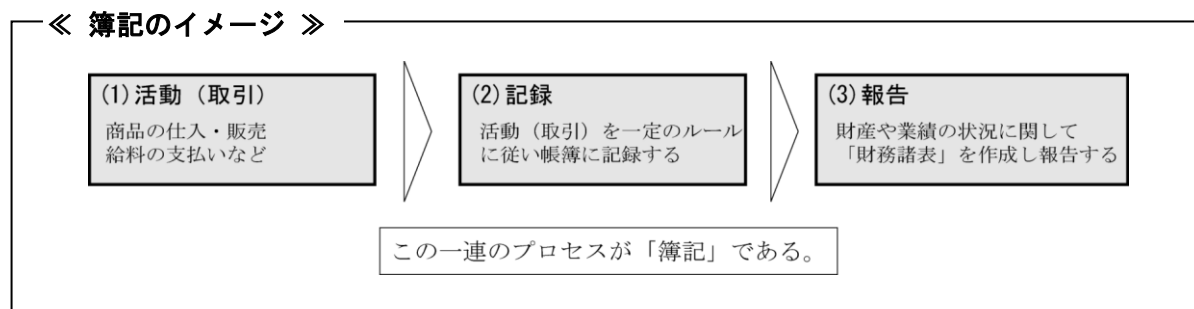 ≪ 簿記のイメージ ≫
(1)活動（取引）
商品の仕入・販売
給料の支払いなど
(2)記録
活動（取引）を一定のルール
に従い帳簿に記録する
(3)報告
財産や業績の状況に関して
「財務諸表」を作成し報告する
この一連のプロセスが「簿記」である。